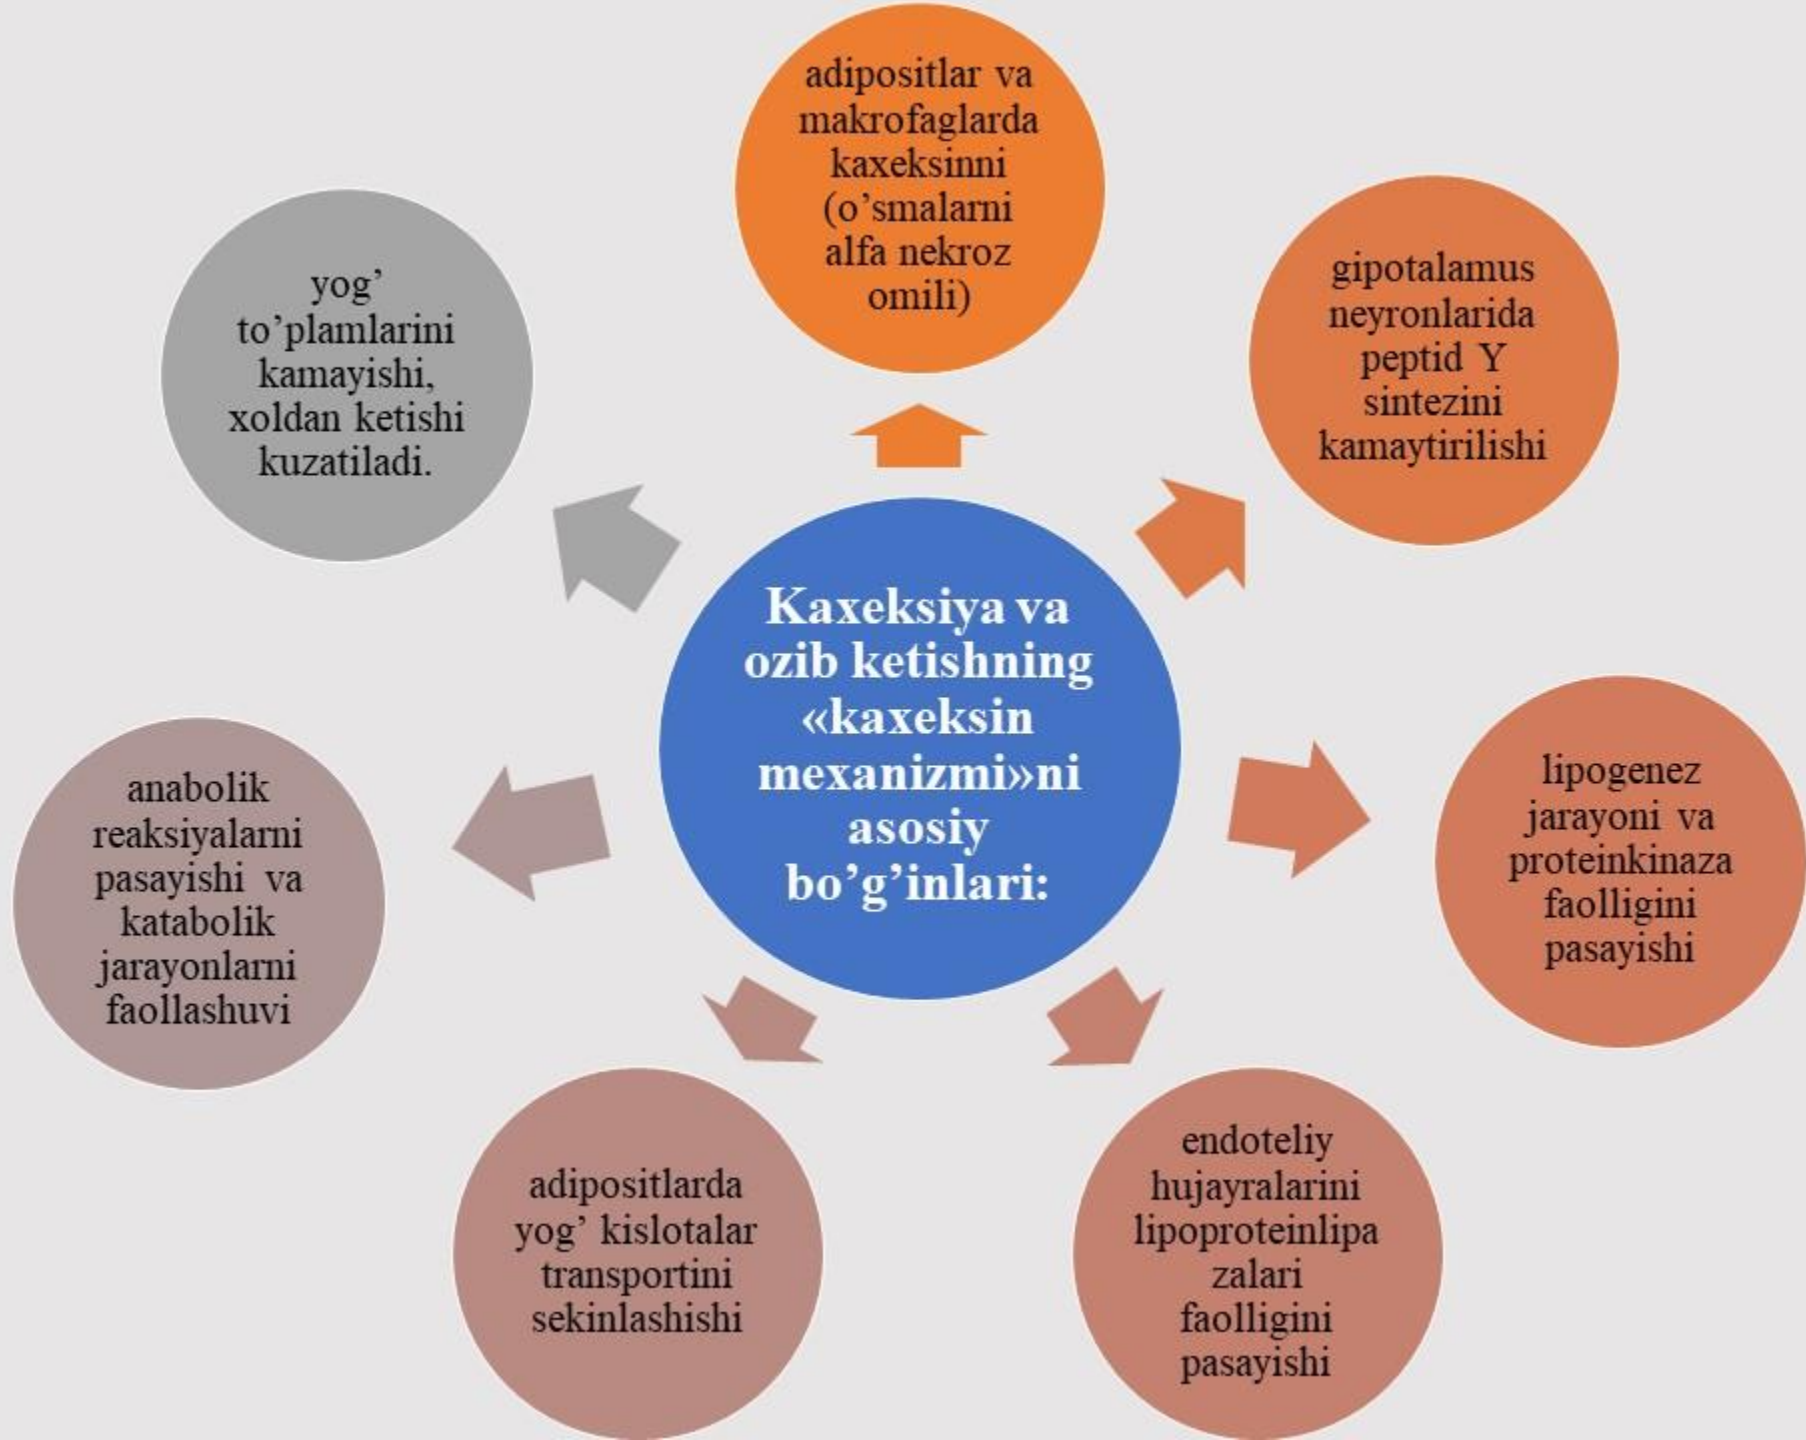 Kaxeksiya va
ozib ketishning
«kaxeksin
mexanizmi»ni
asosiy
bo’g’inlari:
adipositlar va
makrofaglarda
kaxeksinni
(o’smalarni
alfa nekroz
omili)
gipotalamus
neyronlarida
peptid Y
sintezini
kamaytirilishi
lipogenez
jarayoni va
proteinkinaza
faolligini
pasayishi
endoteliy
hujayralarini
lipoproteinlipa
zalari
faolligini
pasayishi
adipositlarda
yog’ kislotalar
transportini
sekinlashishi
anabolik
reaksiyalarni
pasayishi va
katabolik
jarayonlarni
faollashuvi
yog’
to’plamlarini
kamayishi,
xoldan ketishi
kuzatiladi.